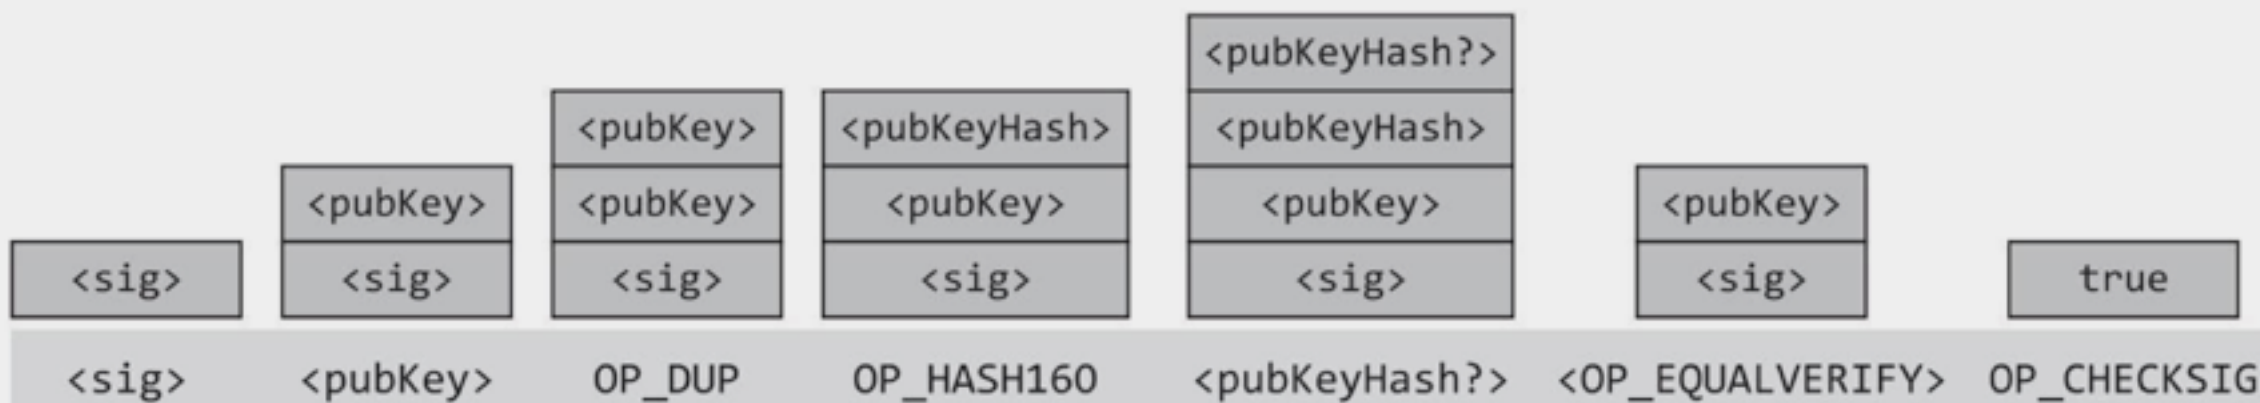 <pubKeyHash?>
<pubKey> <pubKeyHash> <pubKeyHash>
<pubKey> <pubKey> <pubKey> <pubKey> <pubKey>
<sig> <sig> <sig> <sig> <sig> <sig> true
<sig> <pubKey> OP_DUP OP_HASH160 <pubKeyHash?> <OP_EQUALVERIFY> OP_CHECKSIG